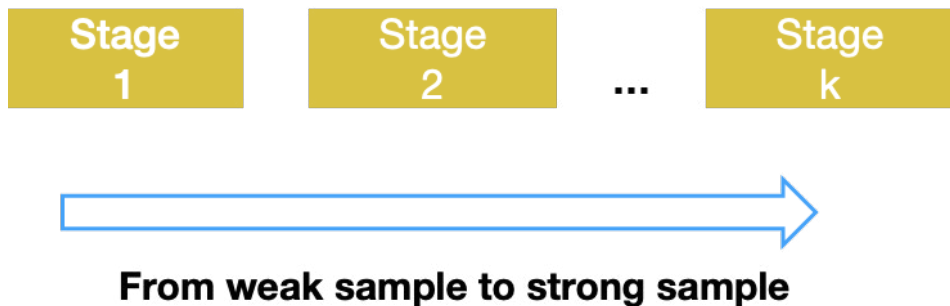 Stage
1
Stage
2
...
Stage
k
From weak sample to strong sample